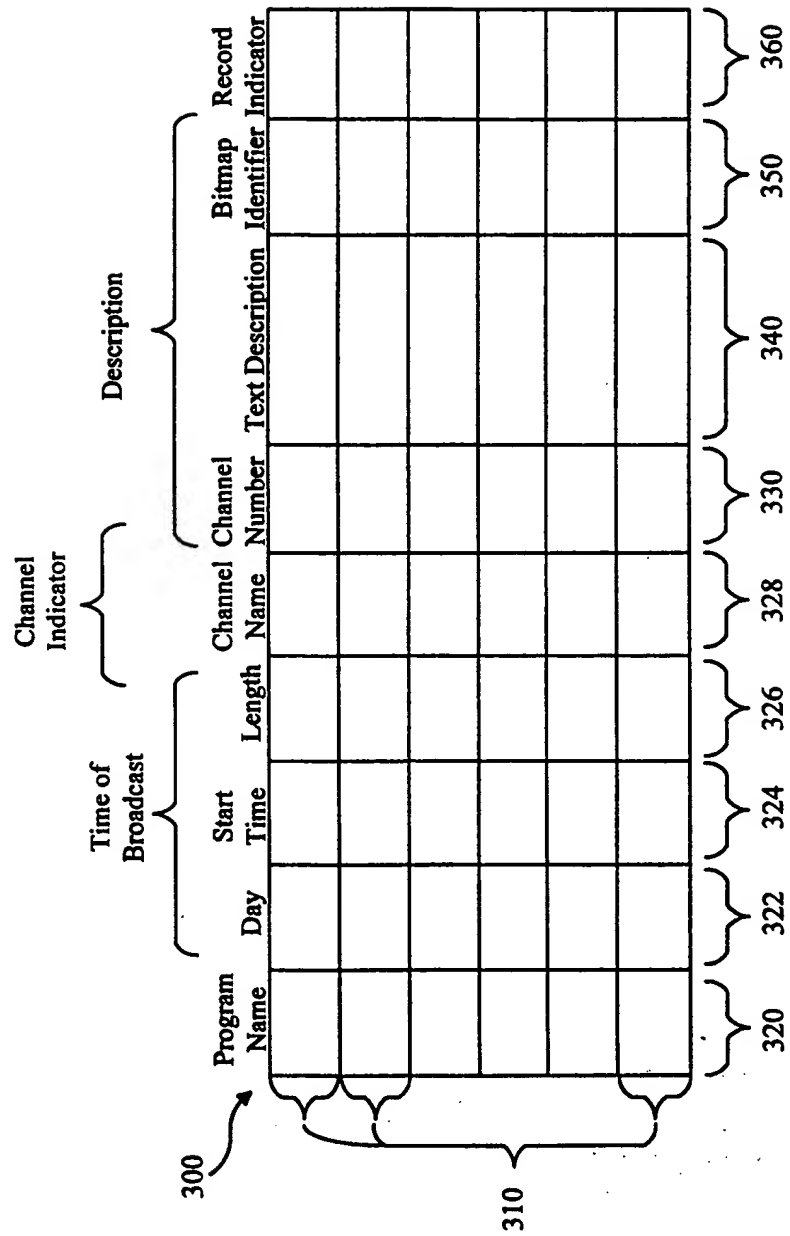 Channel
Indicator
Time of
Broadcast
Description
Program
Name
Day
Start
Time
Length
Channel
Name
Channel
Number
Text Description
Bitmap
Identifier
Record
Indicator
300
310
320
322
324
326
328
330
340
350
360